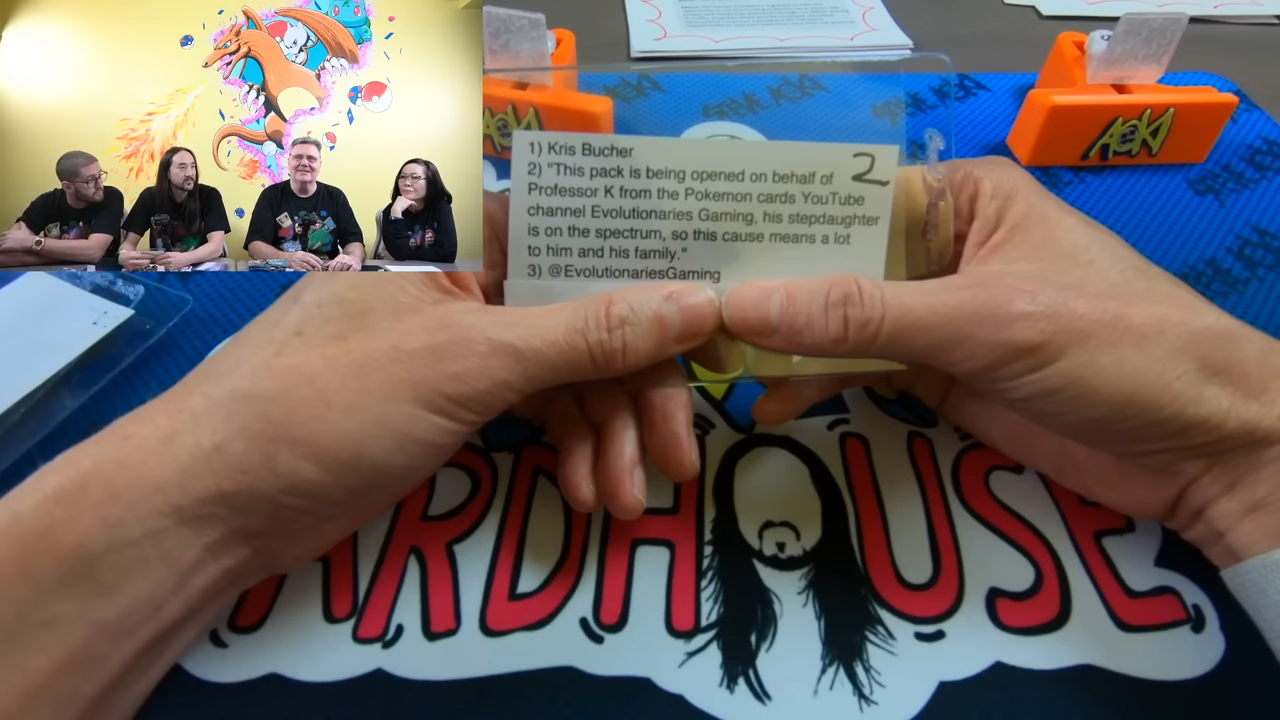 STEVE AOKI
AOKI
AOKI
1) Kris Bucher
2) "This pack is being opened on behalf of
Professor K from the Pokemon cards YouTube
channel Evolutionaries Gaming, his stepdaughter
is on the spectrum, so this cause means a lot
to him and his family."
3) @EvolutionariesGaming
2
ARDHOUSE